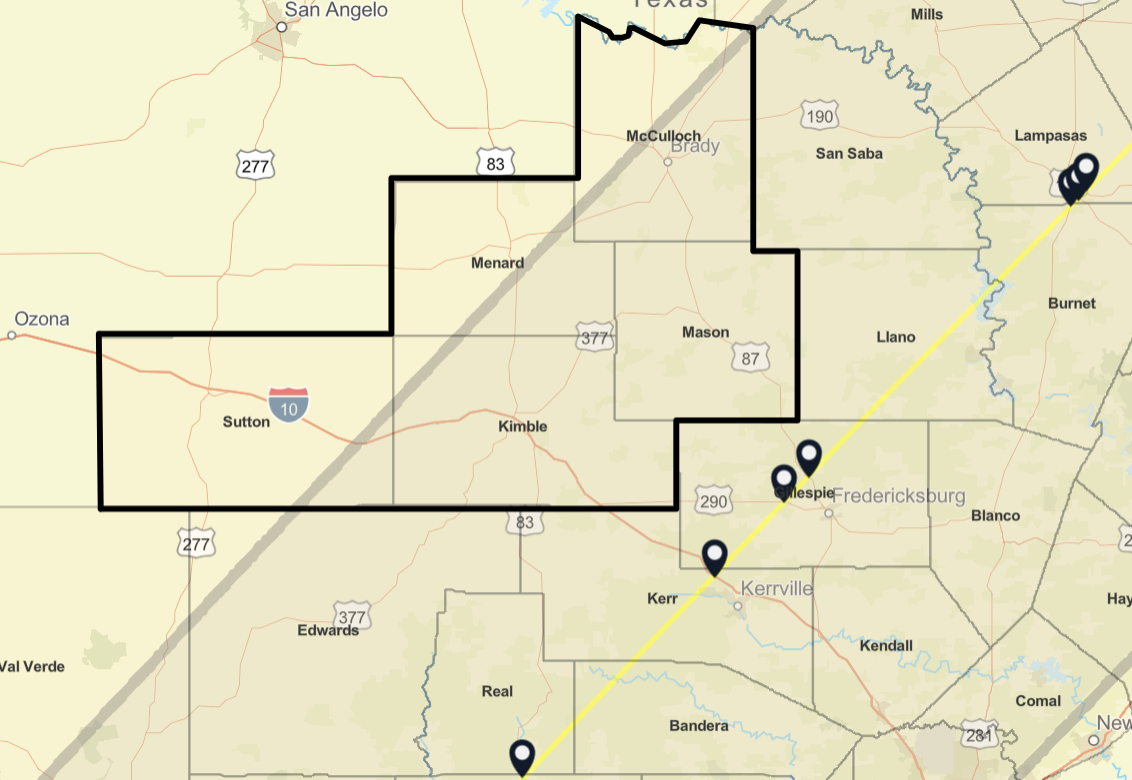 Texas
San Angelo
Mills
190
McCulloch
Brady
San Saba
Lampasas
277
83
Menard
Burnet
Ozona
377
Mason
87
Llano
10
Sutton
Kimble
Gillespie
Fredericksburg
290
Blanco
83
277
Kerrville
Kerr
377
Edwards
Kendall
Val Verde
Real
Bandera
Comal
281